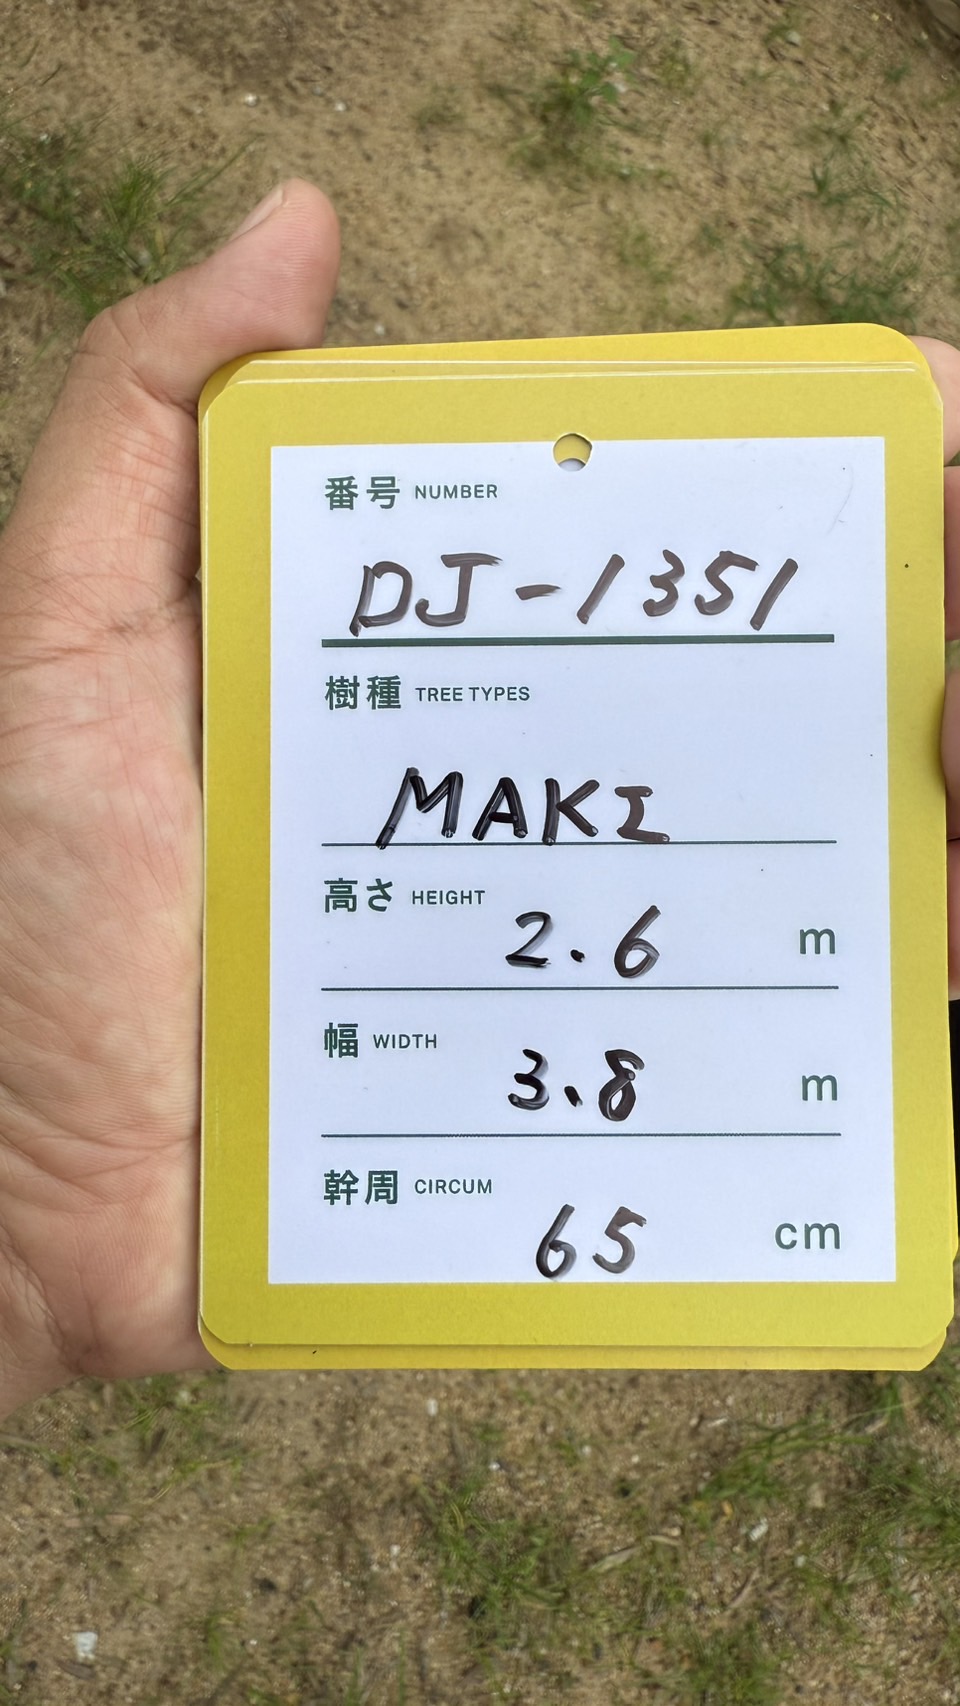 番号 NUMBER
DJ-1351
樹種 TREE TYPES
MAKI
高さ HEIGHT 2.6 m
幅 WIDTH 3.8 m
幹周 CIRCUM 65 cm